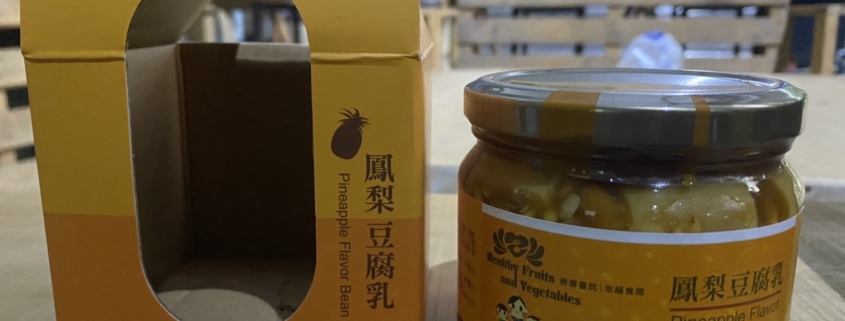 鳳梨豆腐乳
Pineapple Flavor Bean
Healthy Fruits
and Vegetables
鳳梨豆腐乳
Pineapple Flavor